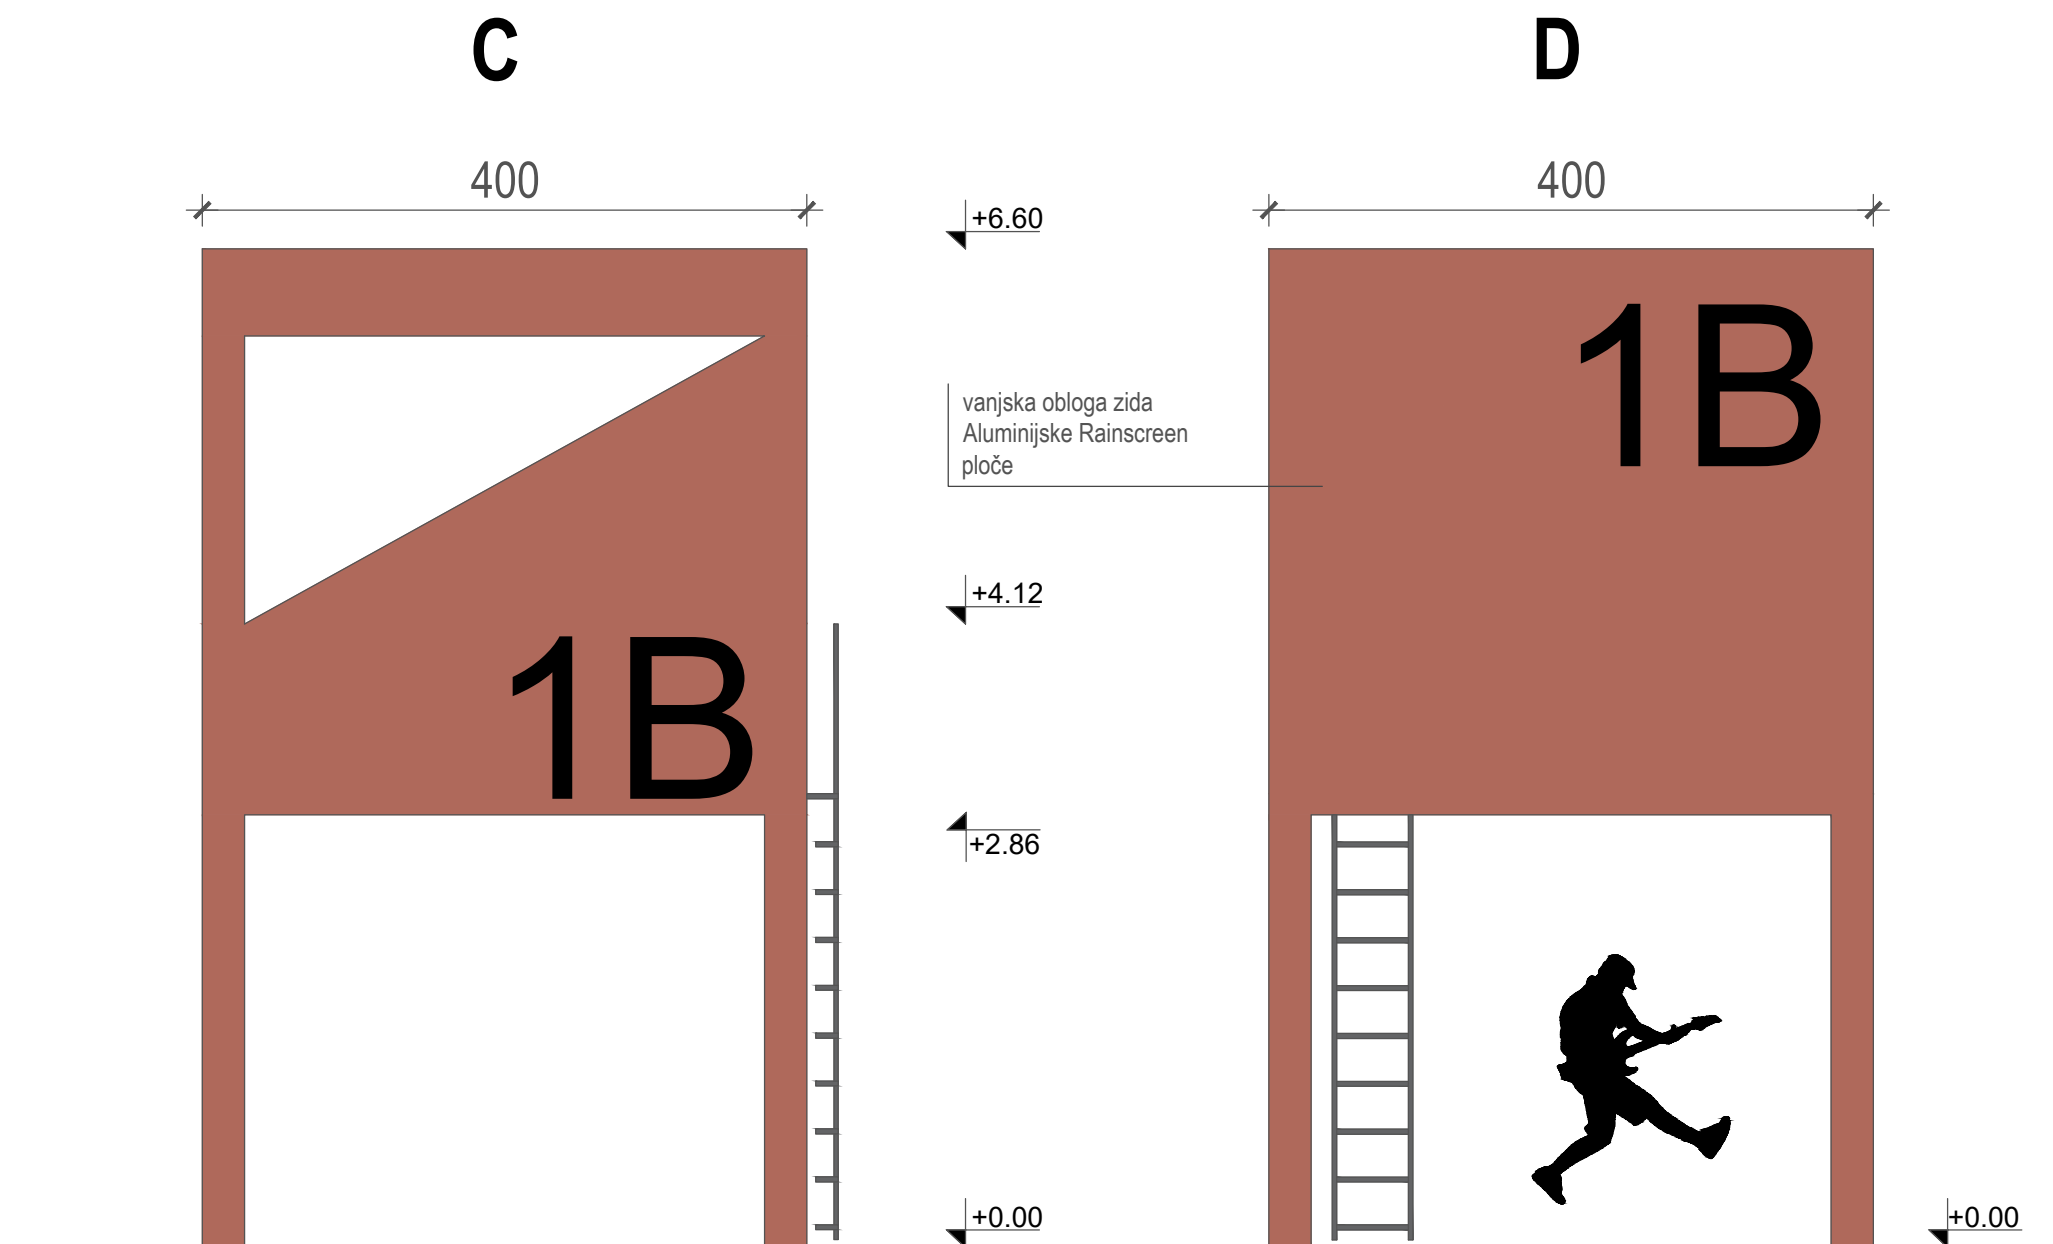 C
D
400
400
+6.60
1B
vanjska obloga zida
Aluminijske Rainscreen
ploče
+4.12
1B
+2.86
+0.00
+0.00